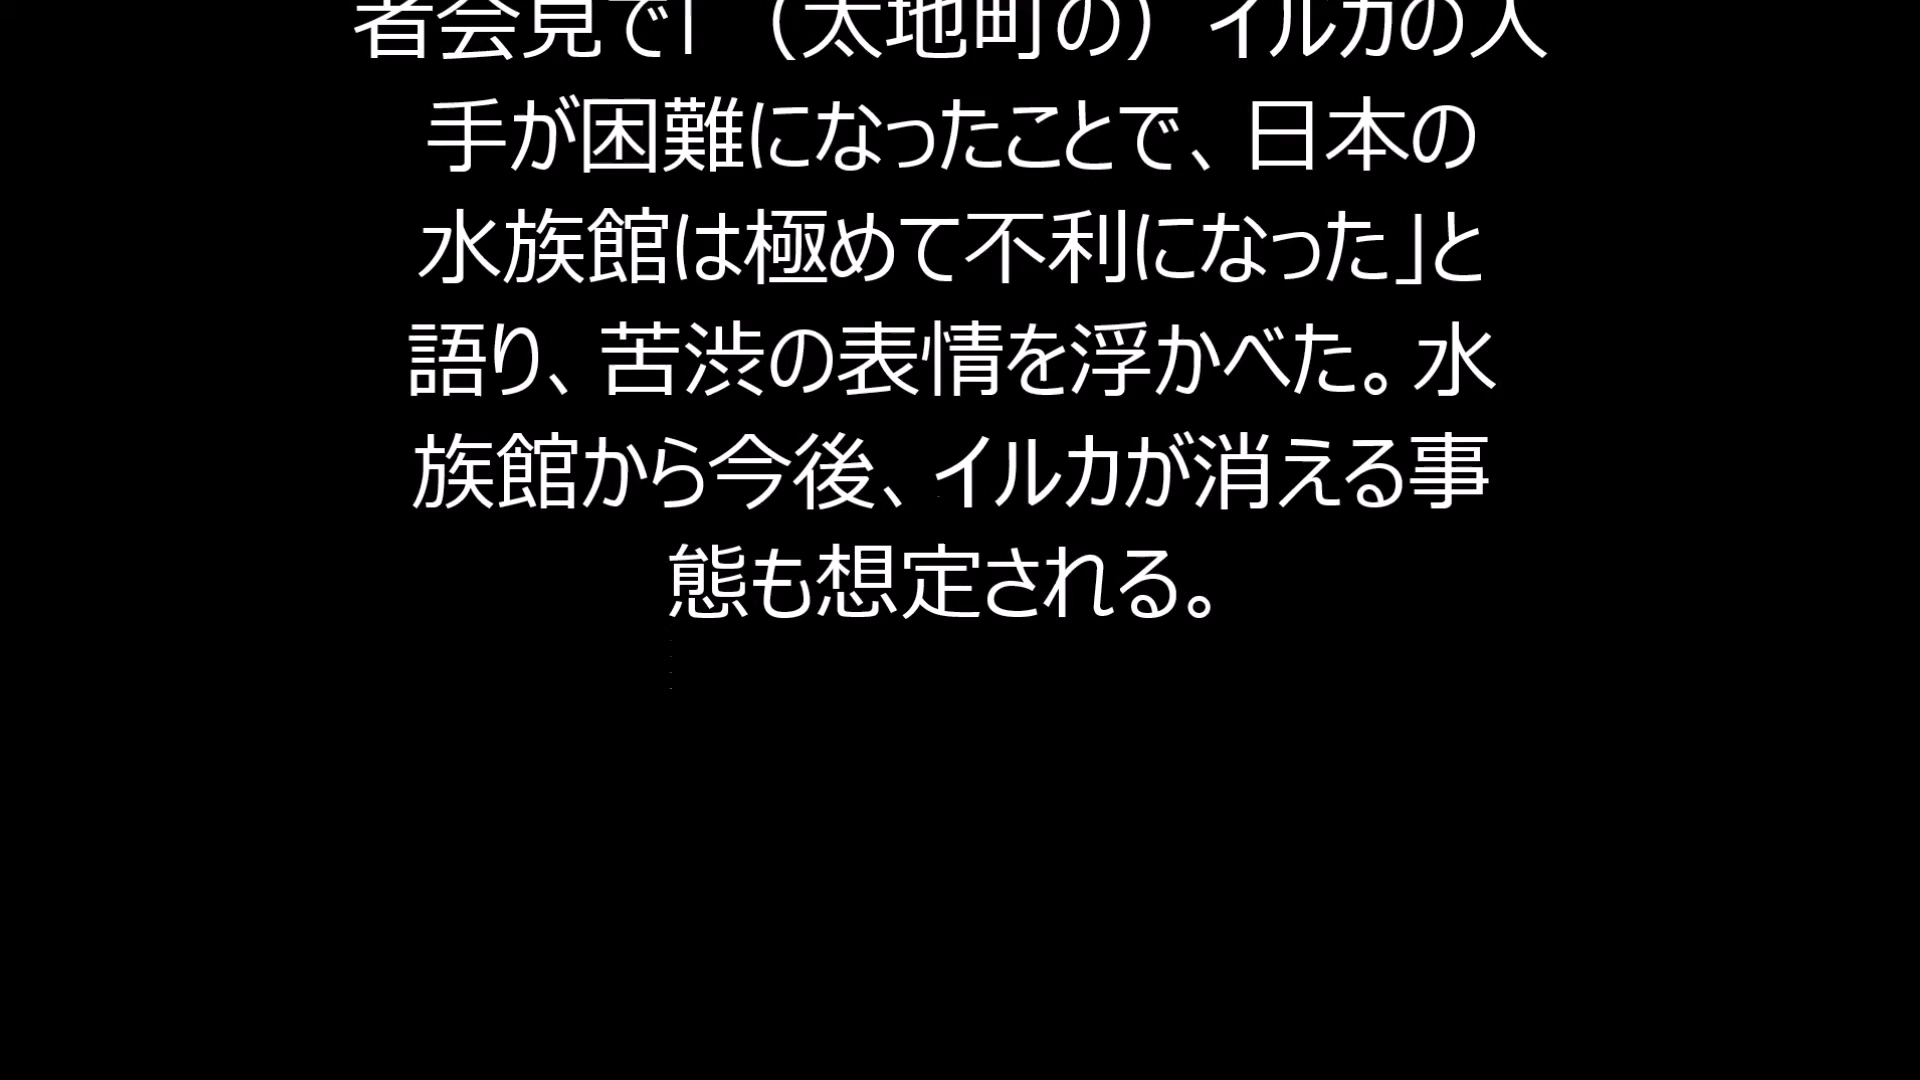 者会見で「（太地町の）イルカの入
手が困難になったことで、日本の
水族館は極めて不利になった」と
語り、苦渋の表情を浮かべた。水
族館から今後、イルカが消える事
態も想定される。